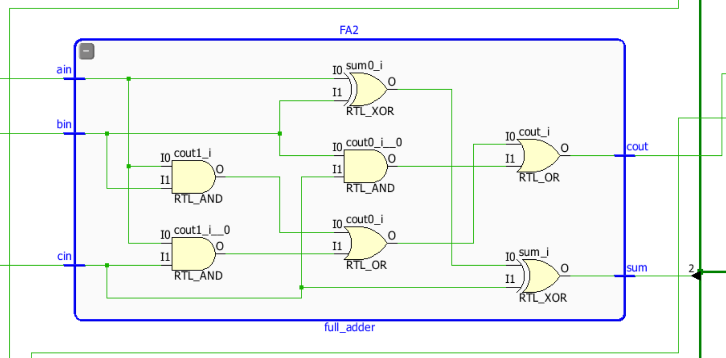 FA2
ain
I0
sum0_i
O
I1
RTL_XOR
bin
I0
cout1_i
O
I1
RTL_AND
I0
cout0_i__0
O
I1
RTL_AND
I0
cout_i
O
I1
RTL_OR
cout
cin
I0
cout1_i__0
O
I1
RTL_AND
I0
cout0_i
O
I1
RTL_OR
I0
sum_i
O
I1
RTL_XOR
sum
2
full_adder